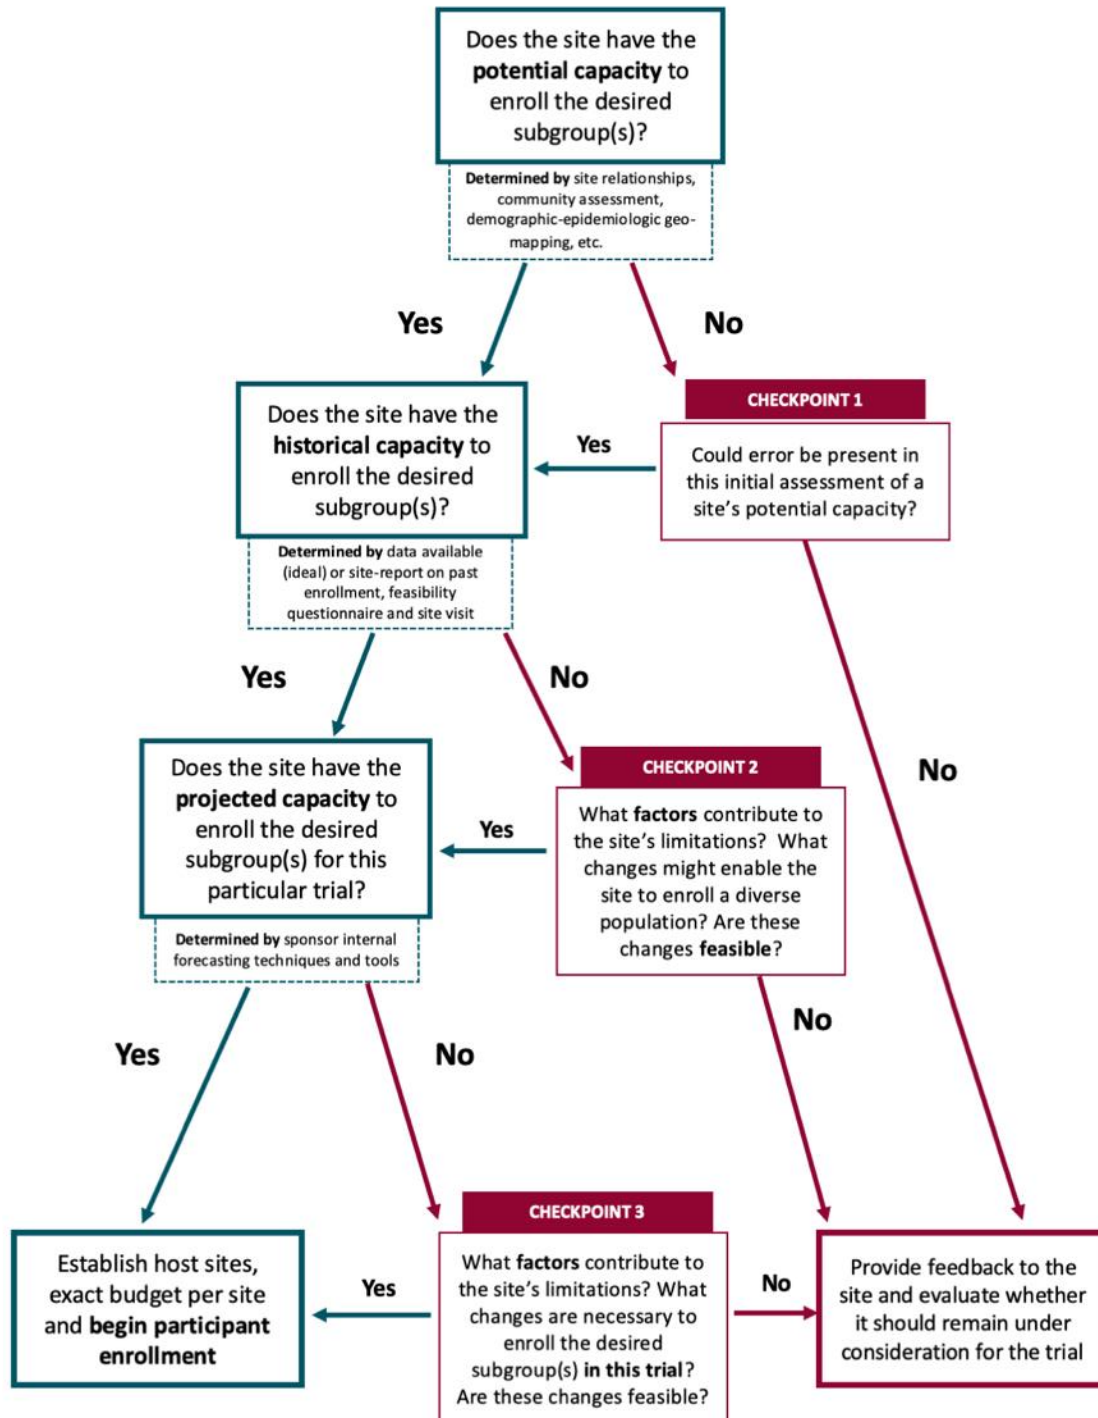 Does the site have the
potential capacity to
enroll the desired
subgroup(s)?
Determined by site relationships,
community assessment,
demographic-epidemiologic geo-
mapping, etc.
Yes
No
CHECKPOINT 1
Does the site have the
historical capacity to
enroll the desired
subgroup(s)?
Yes
Could error be present in
this initial assessment of a
site's potential capacity?
Determined by data available
(ideal) or site-report on past
enrollment, feasibility
questionnaire and site visit
Yes
No
No
CHECKPOINT 2
Does the site have the
projected capacity to
enroll the desired
subgroup(s) for this
particular trial?
Yes
What factors contribute to
the site's limitations?  What
changes might enable the
site to enroll a diverse
population? Are these
changes feasible?
Determined by sponsor internal
forecasting techniques and tools
Yes
No
No
CHECKPOINT 3
Establish host sites,
exact budget per site
and begin participant
enrollment
Yes
What factors contribute to
the site's limitations? What
changes are necessary to
enroll the desired
subgroup(s) in this trial?
Are these changes feasible?
No
Provide feedback to the
site and evaluate whether
it should remain under
consideration for the trial